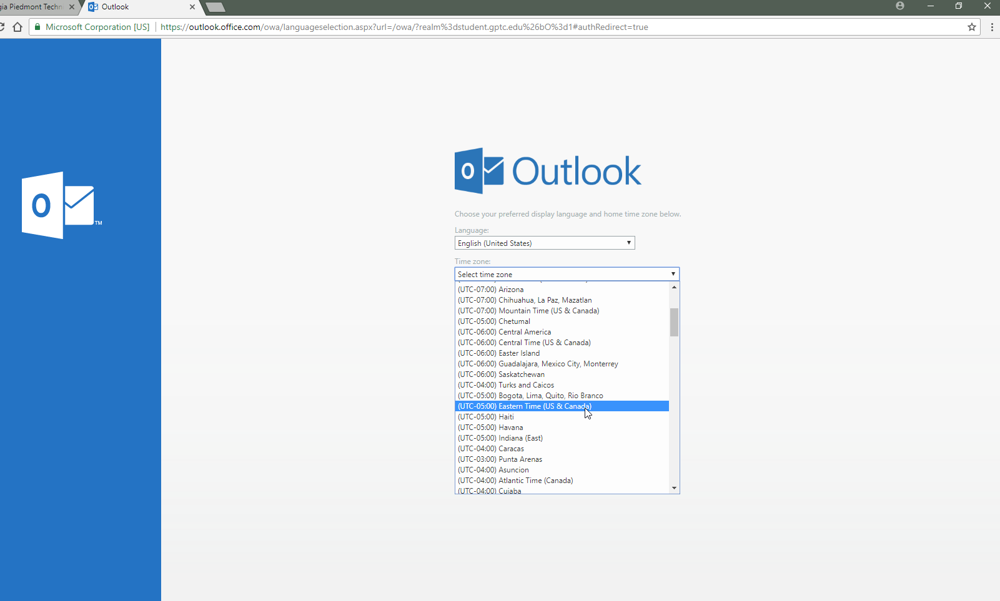 gia Piedmont Techn
Outlook
Microsoft Corporation [US]
https://outlook.office.com/owa/languageselection.aspx?url=/owa/?realm%3dstudent.gptc.edu%26bO%3d1#authRedirect=true
O
TM
O
Outlook
Choose your preferred display language and home time zone below.
Language:
English (United States)
Time zone:
Select time zone
(UTC-07:00) Arizona
(UTC-07:00) Chihuahua, La Paz, Mazatlan
(UTC-07:00) Mountain Time (US & Canada)
(UTC-05:00) Chetumal
(UTC-06:00) Central America
(UTC-06:00) Central Time (US & Canada)
(UTC-06:00) Easter Island
(UTC-06:00) Guadalajara, Mexico City, Monterrey
(UTC-06:00) Saskatchewan
(UTC-04:00) Turks and Caicos
(UTC-05:00) Bogota, Lima, Quito, Rio Branco
(UTC-05:00) Eastern Time (US & Canada)
(UTC-05:00) Haiti
(UTC-05:00) Havana
(UTC-05:00) Indiana (East)
(UTC-04:00) Caracas
(UTC-03:00) Punta Arenas
(UTC-04:00) Asuncion
(UTC-04:00) Atlantic Time (Canada)
(UTC-04:00) Cuiaba